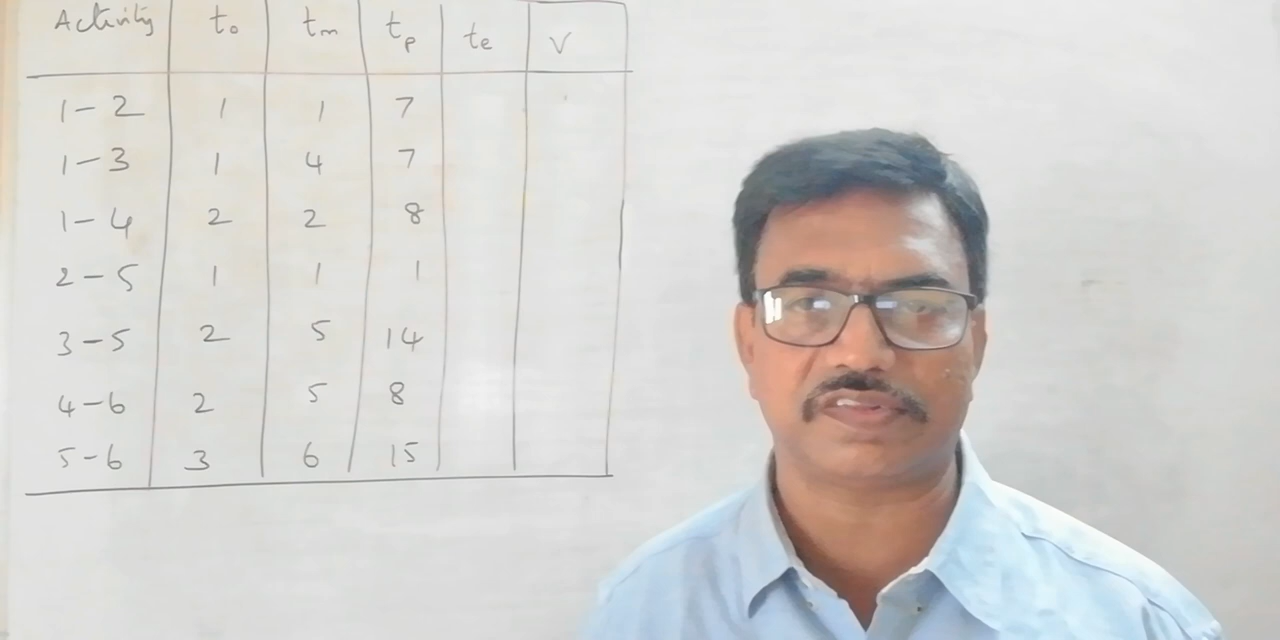 Activity to tm tp te V
1-2 1 1 7
1-3 1 4 7
1-4 2 2 8
2-5 1 1 1
3-5 2 5 14
4-6 2 5 8
5-6 3 6 15